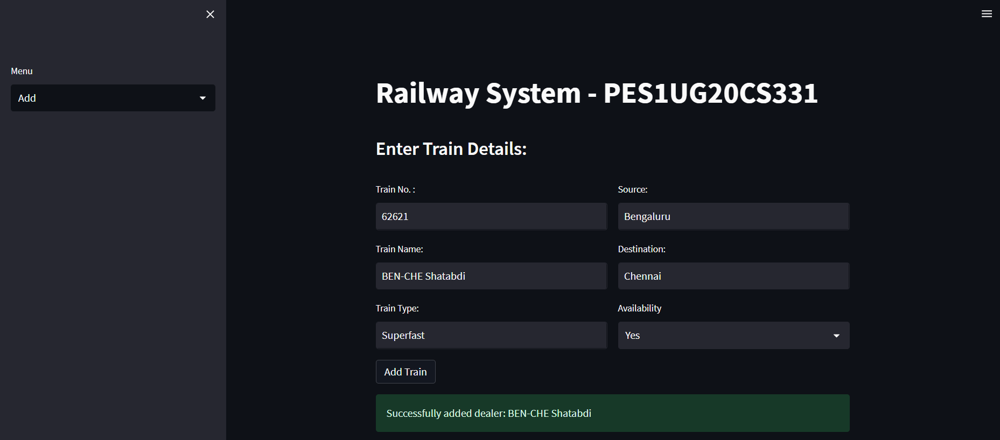 Menu
Add
Railway System - PES1UG20CS331
Enter Train Details:
Train No. :
62621
Source:
Bengaluru
Train Name:
BEN-CHE Shatabdi
Destination:
Chennai
Train Type:
Superfast
Availability
Yes
Add Train
Successfully added dealer: BEN-CHE Shatabdi